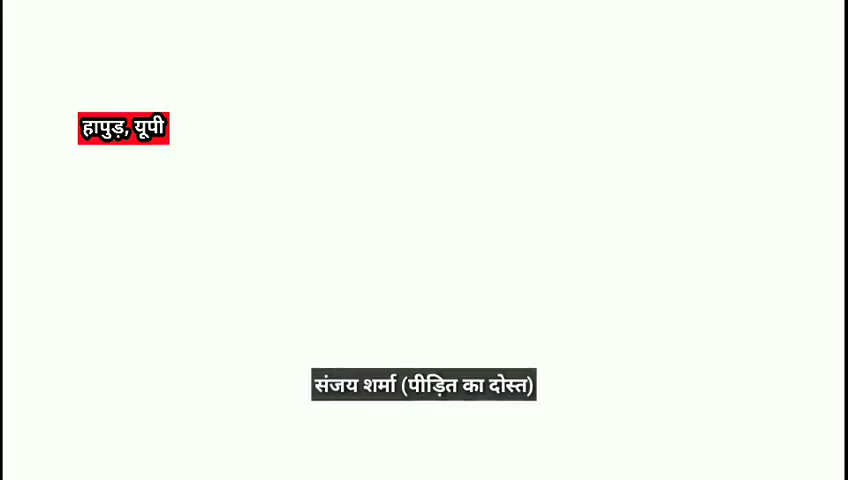 हापुड़, यूपी
संजय शर्मा (पीड़ित का दोस्त)